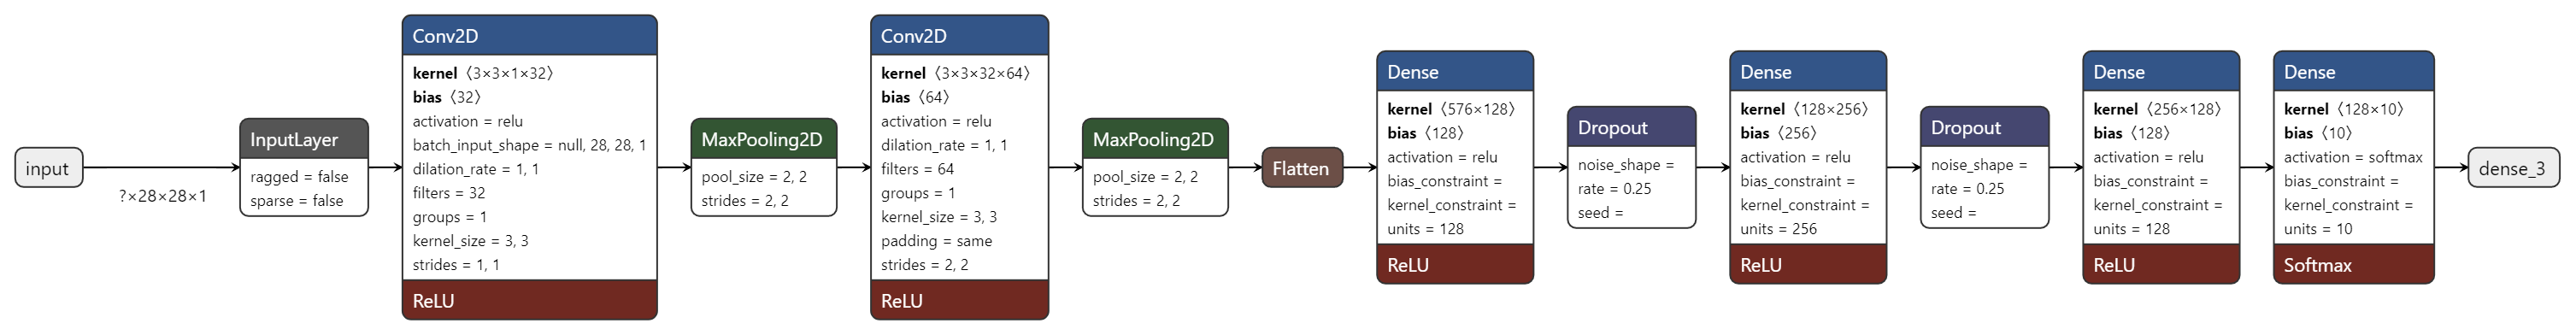 input
?×28×28×1
InputLayer
ragged = false
sparse = false
Conv2D
kernel〈3×3×1×32〉
bias〈32〉
activation = relu
batch_input_shape = null, 28, 28, 1
dilation_rate = 1, 1
filters = 32
groups = 1
kernel_size = 3, 3
strides = 1, 1
ReLU
MaxPooling2D
pool_size = 2, 2
strides = 2, 2
Conv2D
kernel〈3×3×32×64〉
bias〈64〉
activation = relu
dilation_rate = 1, 1
filters = 64
groups = 1
kernel_size = 3, 3
padding = same
strides = 2, 2
ReLU
MaxPooling2D
pool_size = 2, 2
strides = 2, 2
Flatten
Dense
kernel〈576×128〉
bias〈128〉
activation = relu
bias_constraint =
kernel_constraint =
units = 128
ReLU
Dropout
noise_shape =
rate = 0.25
seed =
Dense
kernel〈128×256〉
bias〈256〉
activation = relu
bias_constraint =
kernel_constraint =
units = 256
ReLU
Dropout
noise_shape =
rate = 0.25
seed =
Dense
kernel〈256×128〉
bias〈128〉
activation = relu
bias_constraint =
kernel_constraint =
units = 128
ReLU
Dense
kernel〈128×10〉
bias〈10〉
activation = softmax
bias_constraint =
kernel_constraint =
units = 10
Softmax
dense_3